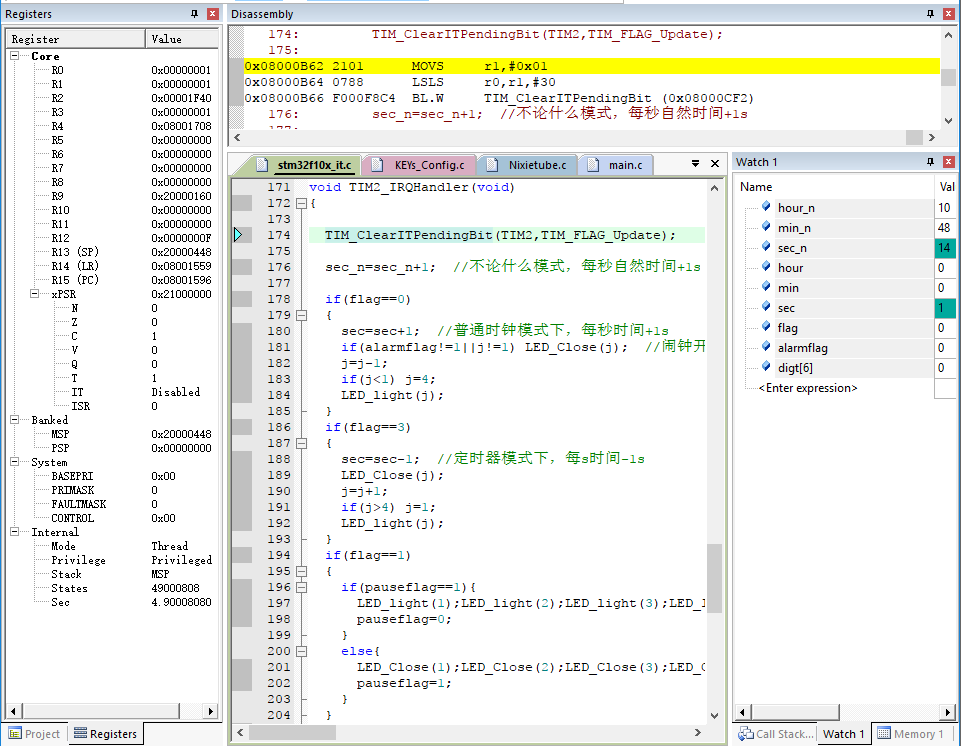 Registers
Register Value
Core
R0 0x00000001
R1 0x00000001
R2 0x00001F40
R3 0x00000001
R4 0x08001708
R5 0x00000000
R6 0x00000000
R7 0x00000000
R8 0x00000000
R9 0x20000160
R10 0x00000000
R11 0x00000000
R12 0x0000000F
R13 (SP) 0x20000448
R14 (LR) 0x08001559
R15 (PC) 0x08001596
xPSR 0x21000000
N 0
Z 0
C 1
V 0
Q 0
T 1
IT Disabled
ISR 0
Banked
MSP 0x20000448
PSP 0x00000000
System
BASEPRI 0x00
PRIMASK 0
FAULTMASK 0
CONTROL 0x00
Internal
Mode Thread
Privilege Privileged
Stack MSP
States 49000808
Sec 4.90008080
Project Registers
Disassembly
174: TIM_ClearITPendingBit(TIM2,TIM_FLAG_Update);
175:
0x08000B62 2101 MOVS r1,#0x01
0x08000B64 0788 LSLS r0,r1,#30
0x08000B66 F000F8C4 BL.W TIM_ClearITPendingBit (0x08000CF2)
176: sec_n=sec_n+1; //不论什么模式，每秒自然时间+1s
stm32f10x_it.c KEYs_Config.c Nixietube.c main.c
171 void TIM2_IRQHandler(void)
172 {
173
174 TIM_ClearITPendingBit(TIM2,TIM_FLAG_Update);
175
176 sec_n=sec_n+1; //不论什么模式，每秒自然时间+1s
177
178 if(flag==0)
179 {
180 sec=sec+1; //普通时钟模式下，每秒时间+1s
181 if(alarmflag!=1||j!=1) LED_Close(j); //闹钟开
182 j=j-1;
183 if(j<1) j=4;
184 LED_light(j);
185 }
186 if(flag==3)
187 {
188 sec=sec-1; //定时器模式下，每s时间-1s
189 LED_Close(j);
190 j=j+1;
191 if(j>4) j=1;
192 LED_light(j);
193 }
194 if(flag==1)
195 {
196 if(pauseflag==1){
197 LED_light(1);LED_light(2);LED_light(3);LED_l
198 pauseflag=0;
199 }
200 else{
201 LED_Close(1);LED_Close(2);LED_Close(3);LED_C
202 pauseflag=1;
203 }
204 }
Watch 1
Name Val
hour_n 10
min_n 48
sec_n 14
hour 0
min 0
sec 1
flag 0
alarmflag 0
digt[6] 0
<Enter expression>
Call Stack... Watch 1 Memory 1